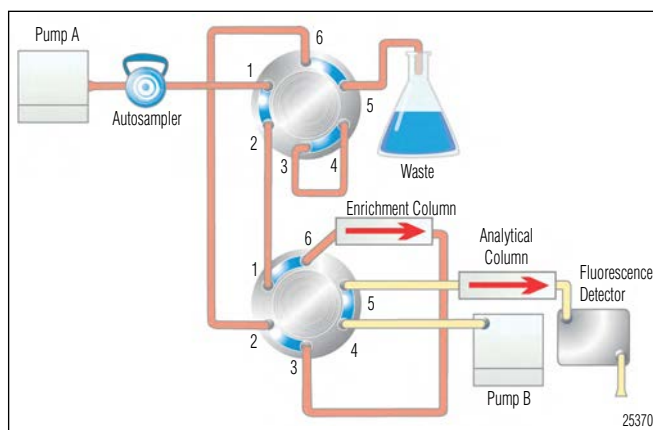 Pump A
Autosampler
6
1
5
2
3
4
Waste
Enrichment Column
6
1
5
2
4
3
Analytical
Column
Fluorescence
Detector
Pump B
25370